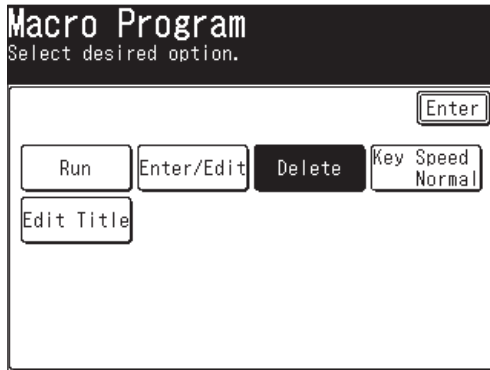 Macro Program
Select desired option.
Enter
Run
Enter/Edit
Delete
Key Speed
Normal
Edit Title